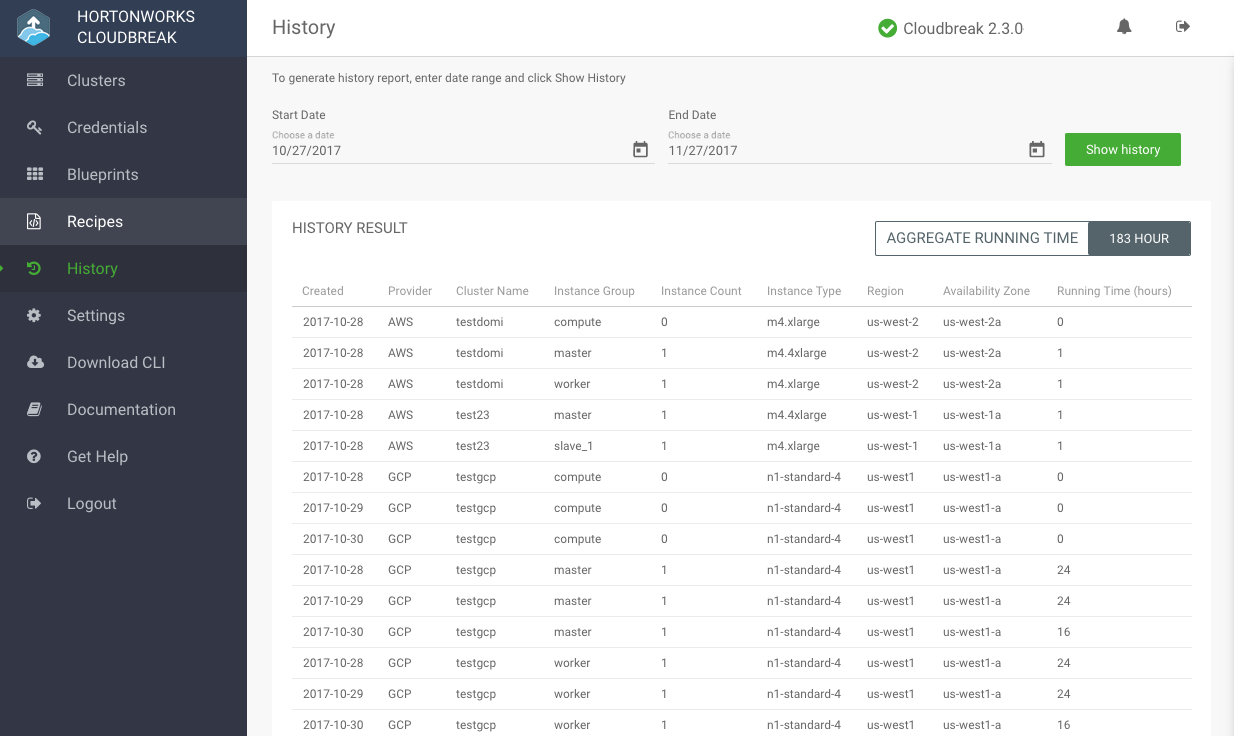 HORTONWORKS
CLOUDBREAK
Clusters
Credentials
Blueprints
Recipes
History
Settings
Download CLI
Documentation
Get Help
Logout
History
Cloudbreak 2.3.0
To generate history report, enter date range and click Show History
Start Date
Choose a date
10/27/2017
End Date
Choose a date
11/27/2017
Show history
HISTORY RESULT
AGGREGATE RUNNING TIME 183 HOUR
Created Provider Cluster Name Instance Group Instance Count Instance Type Region Availability Zone Running Time (hours)
2017-10-28 AWS testdomi compute 0 m4.xlarge us-west-2 us-west-2a 0
2017-10-28 AWS testdomi master 1 m4.4xlarge us-west-2 us-west-2a 1
2017-10-28 AWS testdomi worker 1 m4.xlarge us-west-2 us-west-2a 1
2017-10-28 AWS test23 master 1 m4.4xlarge us-west-1 us-west-1a 1
2017-10-28 AWS test23 slave_1 1 m4.xlarge us-west-1 us-west-1a 1
2017-10-28 GCP testgcp compute 0 n1-standard-4 us-west1 us-west1-a 0
2017-10-29 GCP testgcp compute 0 n1-standard-4 us-west1 us-west1-a 0
2017-10-30 GCP testgcp compute 0 n1-standard-4 us-west1 us-west1-a 0
2017-10-28 GCP testgcp master 1 n1-standard-4 us-west1 us-west1-a 24
2017-10-29 GCP testgcp master 1 n1-standard-4 us-west1 us-west1-a 24
2017-10-30 GCP testgcp master 1 n1-standard-4 us-west1 us-west1-a 16
2017-10-28 GCP testgcp worker 1 n1-standard-4 us-west1 us-west1-a 24
2017-10-29 GCP testgcp worker 1 n1-standard-4 us-west1 us-west1-a 24
2017-10-30 GCP testgcp worker 1 n1-standard-4 us-west1 us-west1-a 16